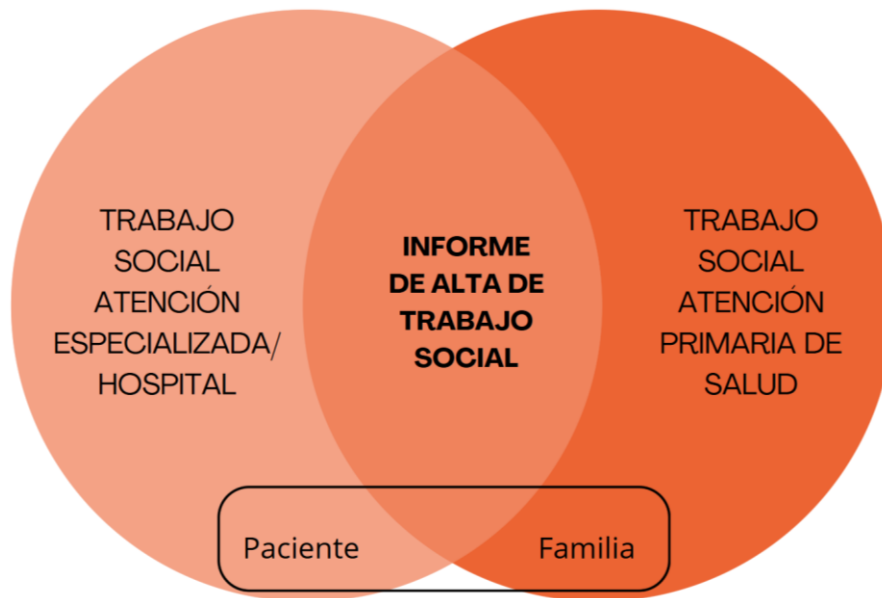 TRABAJO
SOCIAL
ATENCIÓN
ESPECIALIZADA/
HOSPITAL
INFORME
DE ALTA DE
TRABAJO
SOCIAL
TRABAJO
SOCIAL
ATENCIÓN
PRIMARIA DE
SALUD
Paciente
Familia